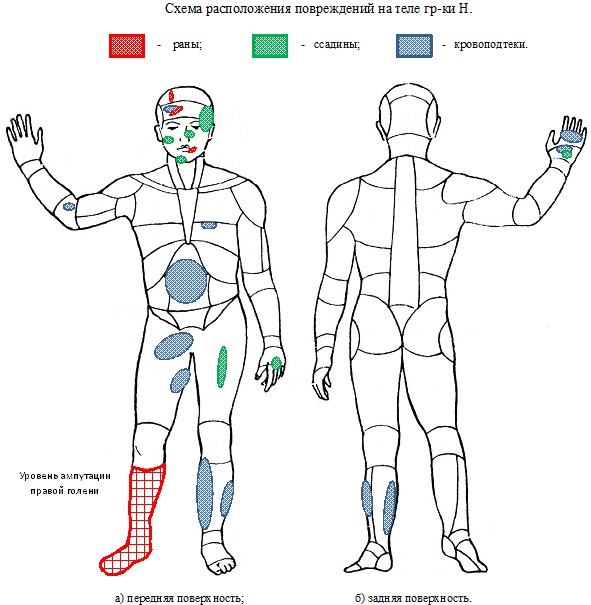 Схема расположения повреждений на теле гр-ки Н.
- раны; - ссадины; - кровоподтеки.
Уровень ампутации
правой голени
а) передняя поверхность; б) задняя поверхность.